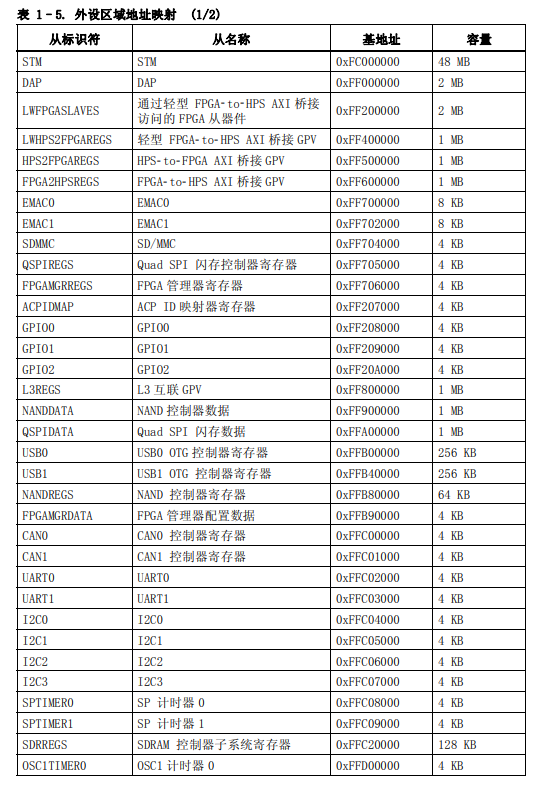 表 1-5. 外设区域地址映射 (1/2)
从标识符 从名称 基地址 容量
STM STM 0xFC000000 48 MB
DAP DAP 0xFF000000 2 MB
LWFPGASLAVES 通过轻型 FPGA-to-HPS AXI 桥接访问的 FPGA 从器件 0xFF200000 2 MB
LWHPS2FPGAREGS 轻型 FPGA-to-HPS AXI 桥接 GPV 0xFF400000 1 MB
HPS2FPGAREGS HPS-to-FPGA AXI 桥接 GPV 0xFF500000 1 MB
FPGA2HPSREGS FPGA-to-HPS AXI 桥接 GPV 0xFF600000 1 MB
EMAC0 EMAC0 0xFF700000 8 KB
EMAC1 EMAC1 0xFF702000 8 KB
SDMMC SD/MMC 0xFF704000 4 KB
QSPIREGS Quad SPI 闪存控制器寄存器 0xFF705000 4 KB
FPGAMGRREGS FPGA 管理器寄存器 0xFF706000 4 KB
ACPIDMAP ACP ID 映射器寄存器 0xFF207000 4 KB
GPIO0 GPIO0 0xFF208000 4 KB
GPIO1 GPIO1 0xFF209000 4 KB
GPIO2 GPIO2 0xFF20A000 4 KB
L3REGS L3 互联 GPV 0xFF800000 1 MB
NANDDATA NAND 控制器数据 0xFF900000 1 MB
QSPIDATA Quad SPI 闪存数据 0xFFA00000 1 MB
USB0 USB0 OTG 控制器寄存器 0xFFB00000 256 KB
USB1 USB1 OTG 控制器寄存器 0xFFB40000 256 KB
NANDREGS NAND 控制器寄存器 0xFFB80000 64 KB
FPGAMGRDATA FPGA 管理器配置数据 0xFFB90000 4 KB
CAN0 CAN0 控制器寄存器 0xFFC00000 4 KB
CAN1 CAN1 控制器寄存器 0xFFC01000 4 KB
UART0 UART0 0xFFC02000 4 KB
UART1 UART1 0xFFC03000 4 KB
I2C0 I2C0 0xFFC04000 4 KB
I2C1 I2C1 0xFFC05000 4 KB
I2C2 I2C2 0xFFC06000 4 KB
I2C3 I2C3 0xFFC07000 4 KB
SPTIMER0 SP 计时器 0 0xFFC08000 4 KB
SPTIMER1 SP 计时器 1 0xFFC09000 4 KB
SDRREGS SDRAM 控制器子系统寄存器 0xFFC20000 128 KB
OSC1TIMER0 OSC1 计时器 0 0xFFD00000 4 KB